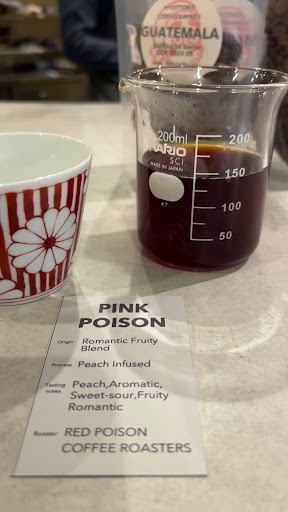 GUATEMALA
200ml
HARIO
SCI.
MADE IN JAPAN
47
200
150
100
50
PINK
POISON
Origin Romantic Fruity
Blend
Process Peach Infused
Tasting
notes Peach,Aromatic,
Sweet-sour,Fruity
Romantic
Roaster RED POISON
COFFEE ROASTERS